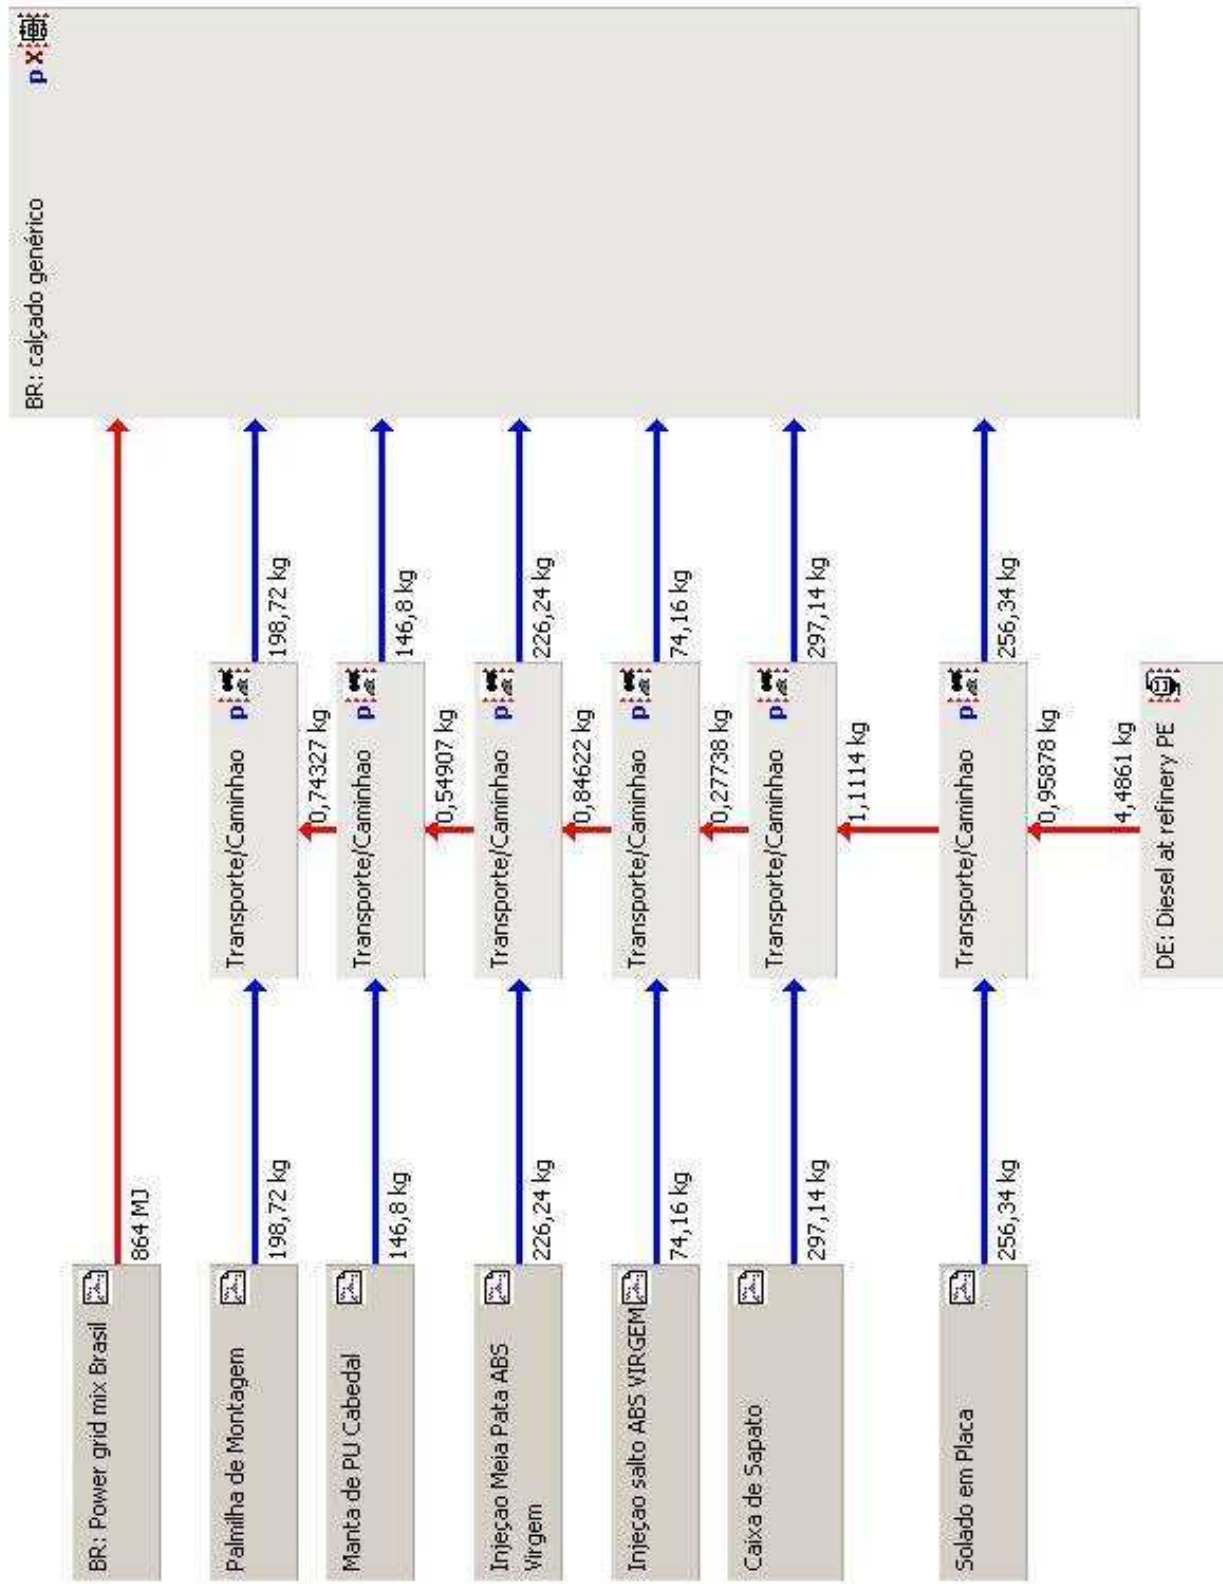 BR: Power grid mix Brasil
864 MJ
BR: calçado genérico
p X
Palmilha de Montagem
198,72 kg
Transporte/Caminhao p
198,72 kg
0,74327 kg
Manta de PU Cabedal
146,8 kg
Transporte/Caminhao p
146,8 kg
0,54907 kg
Injeçao Meia Pata ABS
Virgem
226,24 kg
Transporte/Caminhao p
226,24 kg
0,84622 kg
Injeçao salto ABS VIRGEM
74,16 kg
Transporte/Caminhao p
74,16 kg
0,27738 kg
Caixa de Sapato
297,14 kg
Transporte/Caminhao p
297,14 kg
1,1114 kg
Solado em Placa
256,34 kg
Transporte/Caminhao p
256,34 kg
0,95878 kg
4,4861 kg
DE: Diesel at refinery PE